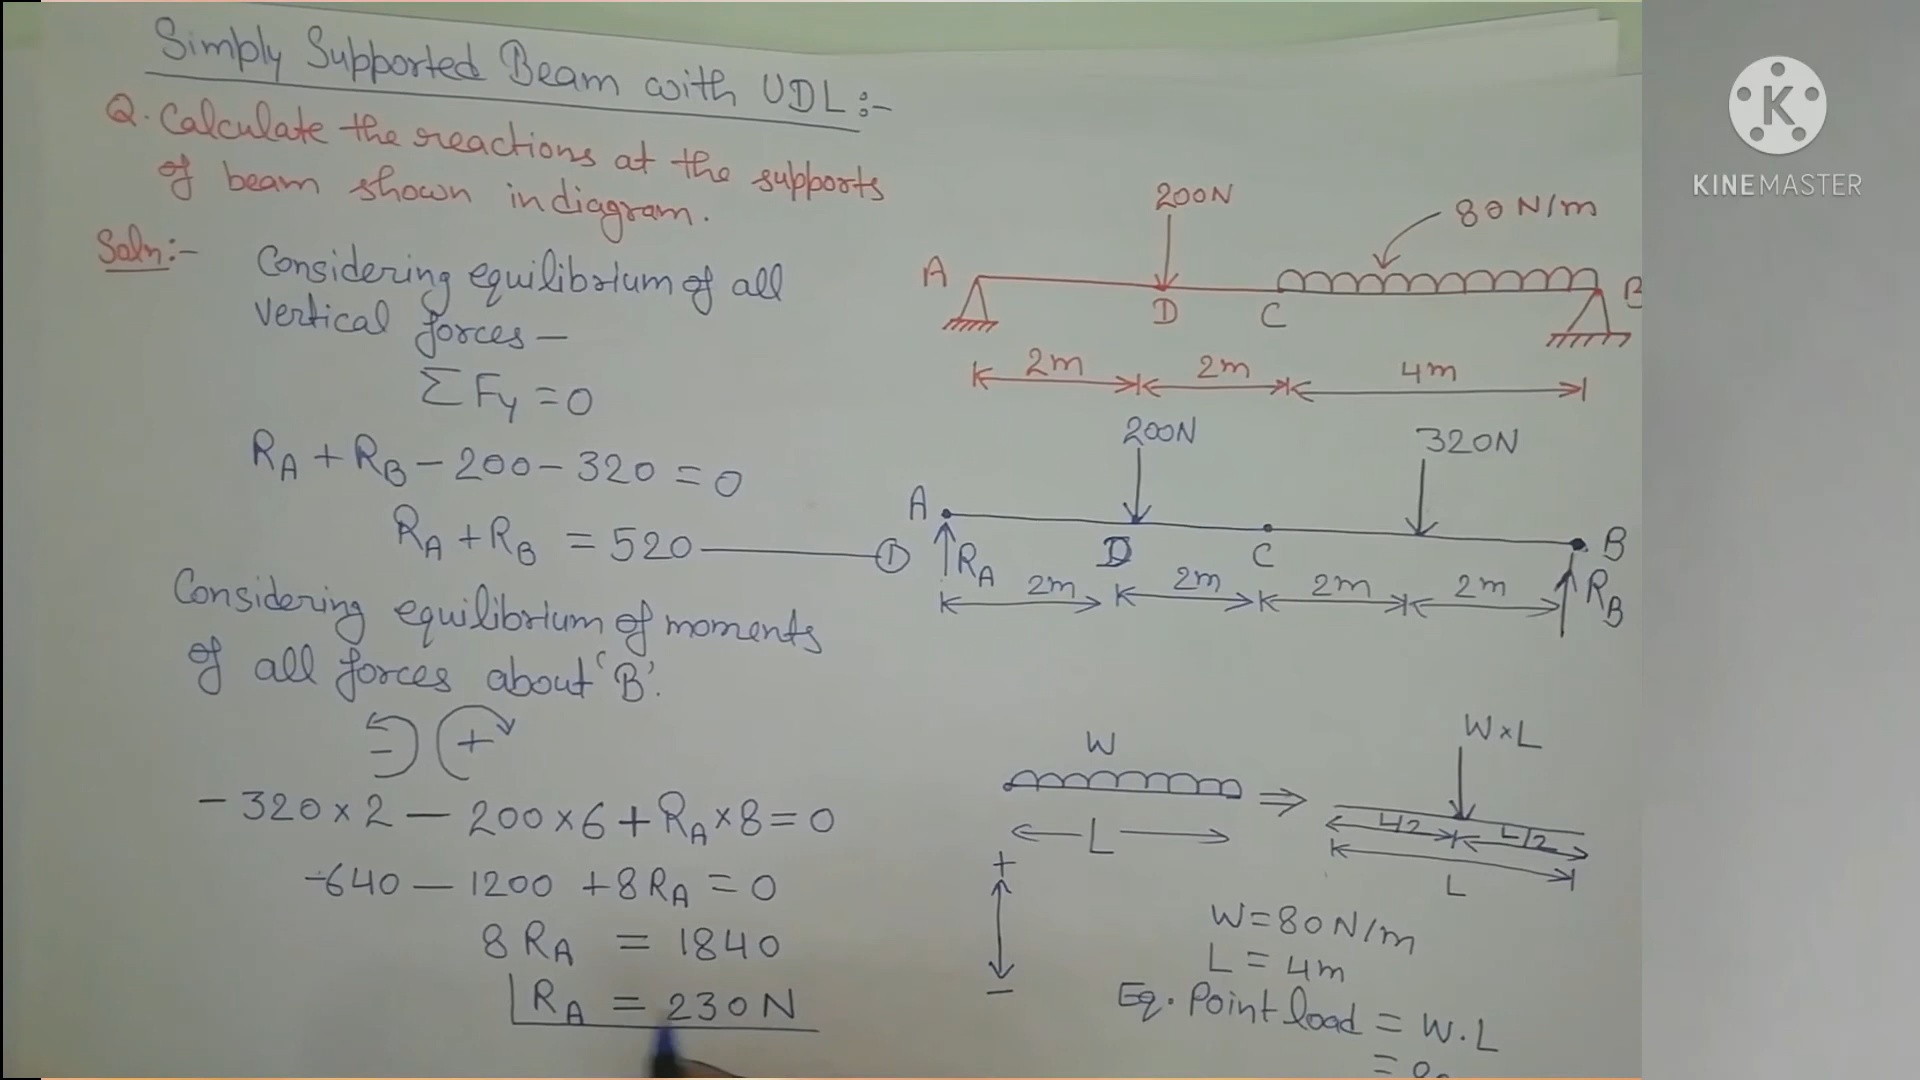 Simply Supported Beam with UDL:-
Q. Calculate the reactions at the supports
of beam shown in diagram.
Soln:- Considering equilibrium of all
vertical forces —
ΣFy = 0
RA + RB - 200 - 320 = 0
RA + RB = 520 ——— ①
Considering equilibrium of moments
of all forces about 'B'.
- +
- 320 × 2 - 200 × 6 + RA × 8 = 0
-640 - 1200 + 8RA = 0
8RA = 1840
RA = 230N
200N
80 N/m
A D C B
2m 2m 4m
200N 320N
A D C B
RA RB
2m 2m 2m 2m
W ⇒ W×L
L
L/2 L/2
L
+
-
W = 80N/m
L = 4m
Eq. Point load = W.L
=
K
KINEMASTER